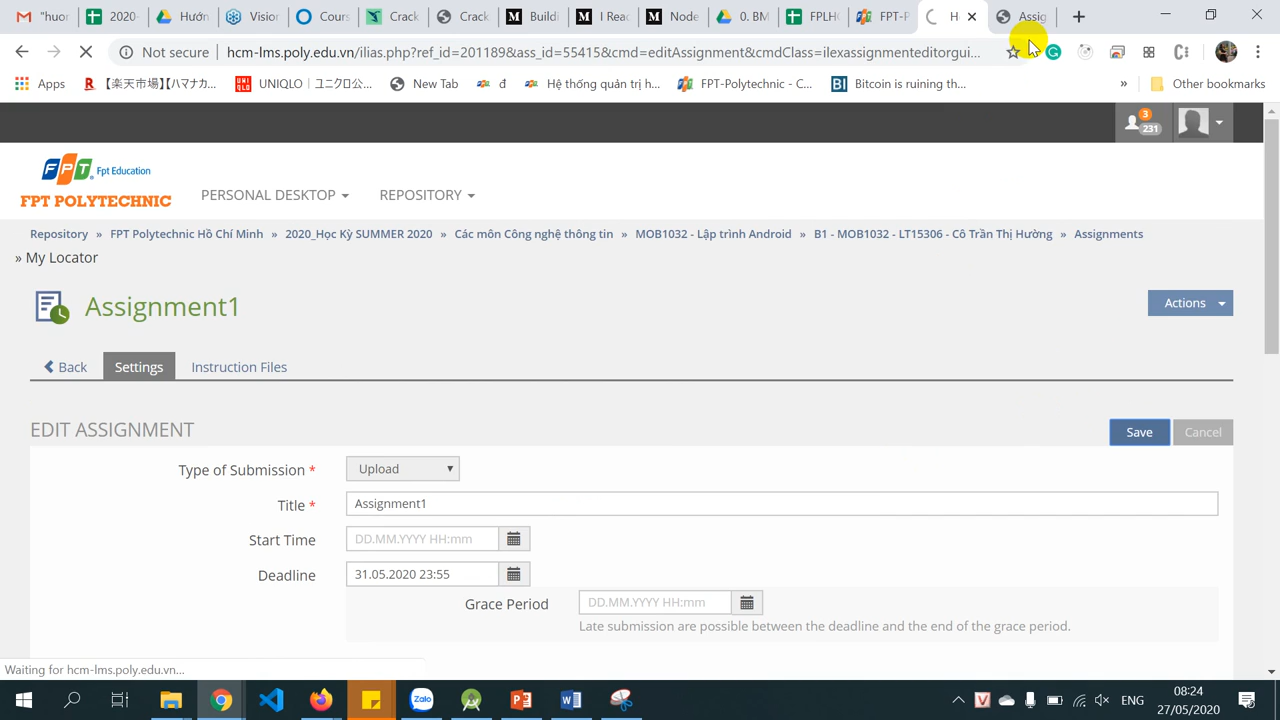 "huo
2020-
Hướn
Vision
Cours
Crack
Crack
Buildi
I Reac
Node
0. BM
FPLH
FPT-P
H
Assig
Not secure
hcm-lms.poly.edu.vn/ilias.php?ref_id=201189&ass_id=55415&cmd=editAssignment&cmdClass=ilexassignmenteditorgui...
Apps
【楽天市場】【ハマナカ...
UNIQLO｜ユニクロ公...
New Tab
đ
Hệ thống quản trị h...
FPT-Polytechnic - C...
BI
Bitcoin is ruining th...
»
Other bookmarks
3
231
FPT. Fpt Education
FPT POLYTECHNIC
PERSONAL DESKTOP
REPOSITORY
Repository » FPT Polytechnic Hồ Chí Minh » 2020_Học Kỳ SUMMER 2020 » Các môn Công nghệ thông tin » MOB1032 - Lập trình Android » B1 - MOB1032 - LT15306 - Cô Trần Thị Hường » Assignments
» My Locator
Assignment1
Actions
Back
Settings
Instruction Files
EDIT ASSIGNMENT
Save
Cancel
Type of Submission *
Upload
Title *
Assignment1
Start Time
DD.MM.YYYY HH:mm
Deadline
31.05.2020 23:55
Grace Period
DD.MM.YYYY HH:mm
Late submission are possible between the deadline and the end of the grace period.
Waiting for hcm-lms.poly.edu.vn...
Zalo
ENG
08:24
27/05/2020